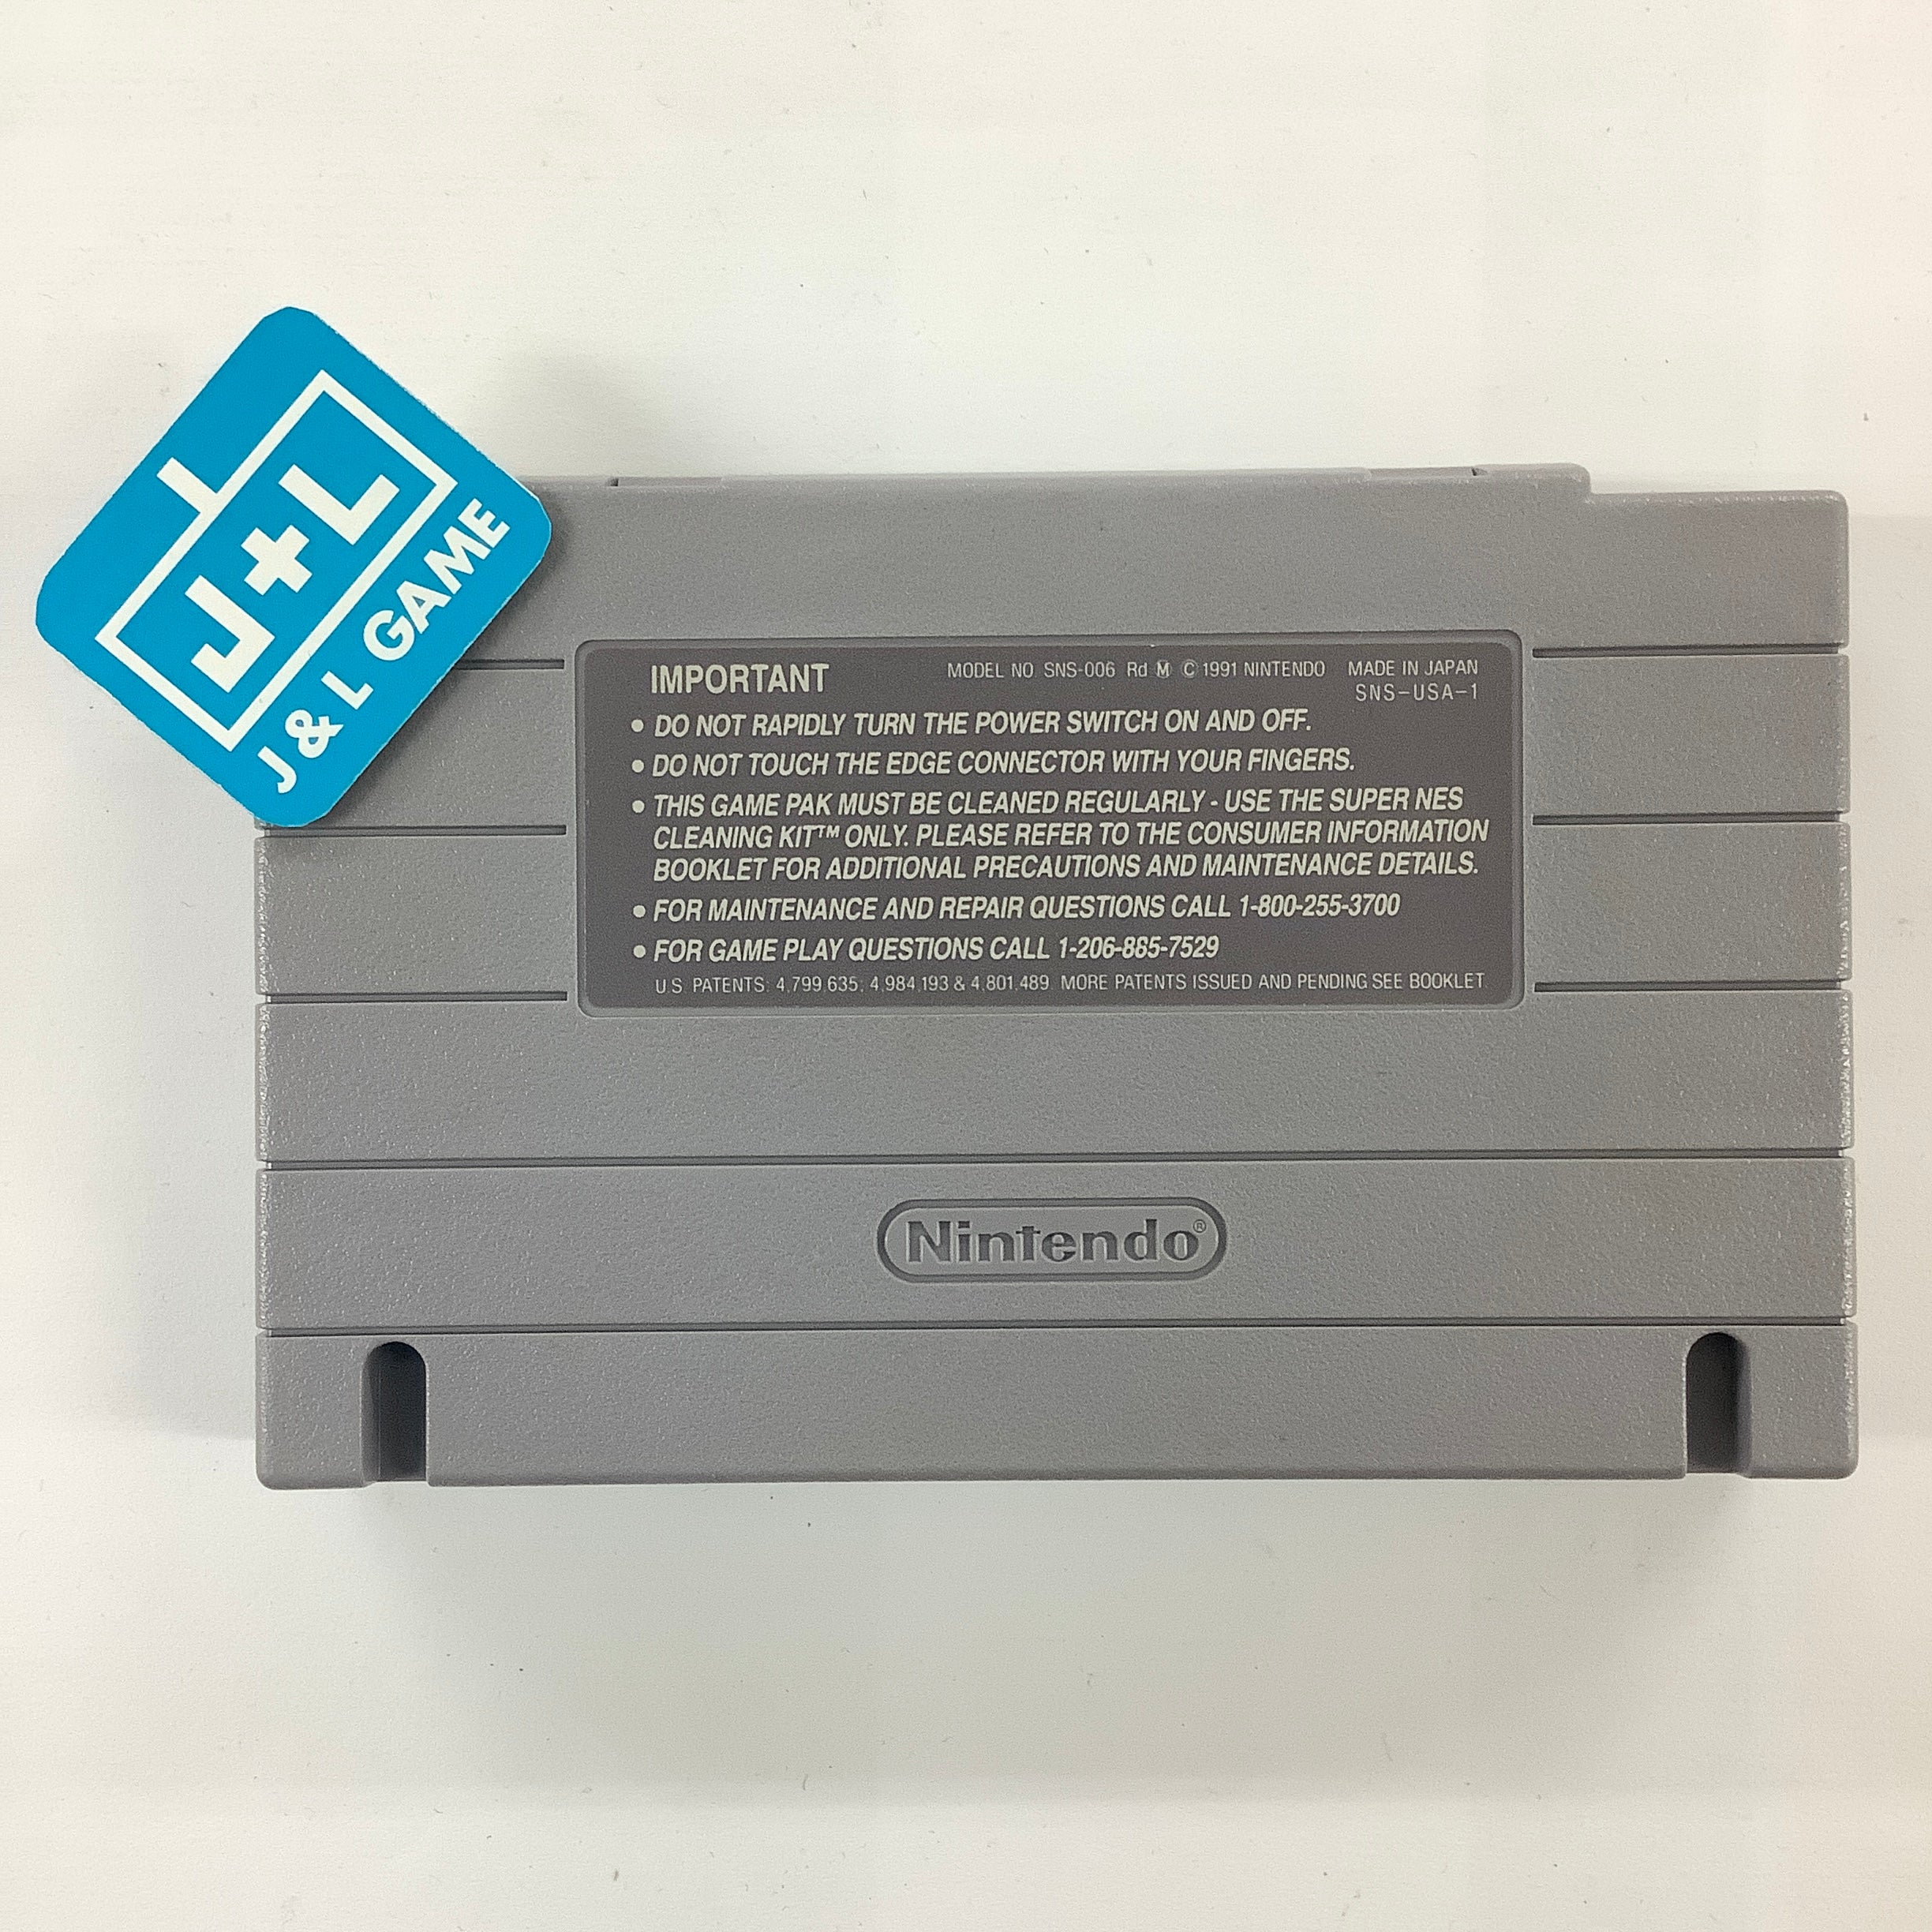 J+L
J & L GAME
IMPORTANT
MODEL NO SNS-006 Rd Ⓜ © 1991 NINTENDO MADE IN JAPAN
SNS-USA-1
• DO NOT RAPIDLY TURN THE POWER SWITCH ON AND OFF.
• DO NOT TOUCH THE EDGE CONNECTOR WITH YOUR FINGERS.
• THIS GAME PAK MUST BE CLEANED REGULARLY - USE THE SUPER NES
CLEANING KIT™ ONLY. PLEASE REFER TO THE CONSUMER INFORMATION
BOOKLET FOR ADDITIONAL PRECAUTIONS AND MAINTENANCE DETAILS.
• FOR MAINTENANCE AND REPAIR QUESTIONS CALL 1-800-255-3700
• FOR GAME PLAY QUESTIONS CALL 1-206-885-7529
U.S. PATENTS: 4,799,635; 4,984,193 & 4,801,489. MORE PATENTS ISSUED AND PENDING SEE BOOKLET.
Nintendo®